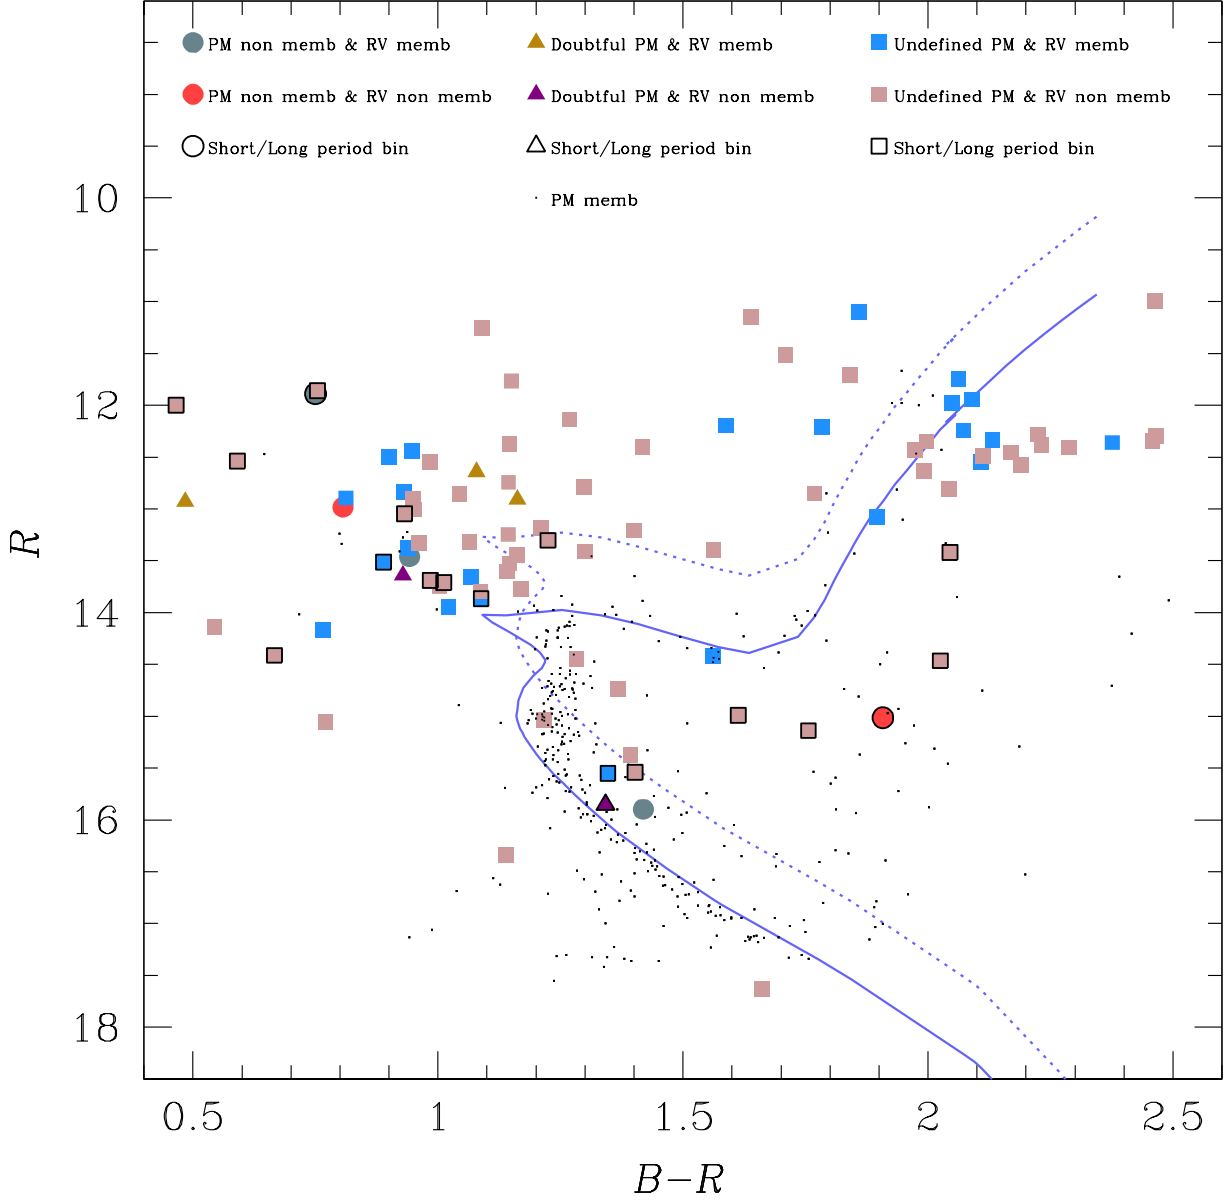 PM non memb & RV memb Doubtful PM & RV memb Undefined PM & RV memb
PM non memb & RV non memb Doubtful PM & RV non memb Undefined PM & RV non memb
Short/Long period bin Short/Long period bin Short/Long period bin
PM memb
10
12
R
14
16
18
0.5 1 1.5 2 2.5
B−R